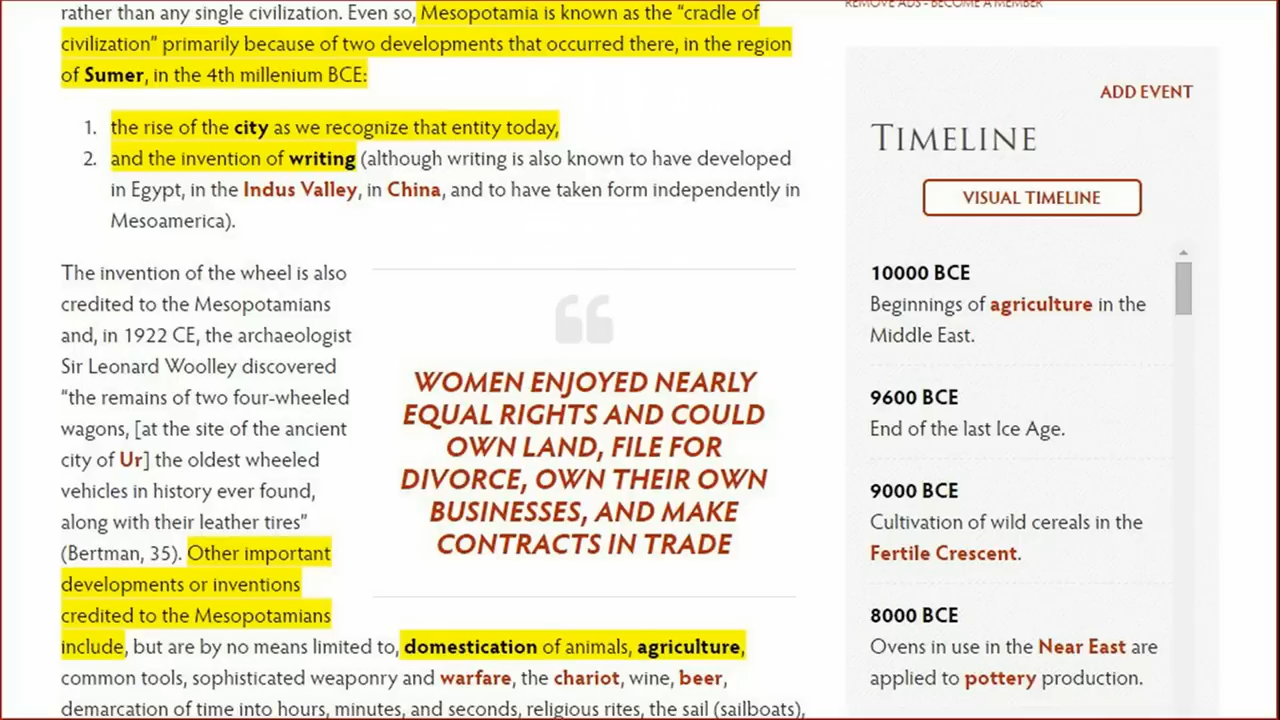 rather than any single civilization. Even so, Mesopotamia is known as the “cradle of
civilization” primarily because of two developments that occurred there, in the region
of Sumer, in the 4th millenium BCE:
1. the rise of the city as we recognize that entity today,
2. and the invention of writing (although writing is also known to have developed
in Egypt, in the Indus Valley, in China, and to have taken form independently in
Mesoamerica).
The invention of the wheel is also
credited to the Mesopotamians
and, in 1922 CE, the archaeologist
Sir Leonard Woolley discovered
“the remains of two four-wheeled
wagons, [at the site of the ancient
city of Ur] the oldest wheeled
vehicles in history ever found,
along with their leather tires”
(Bertman, 35). Other important
developments or inventions
credited to the Mesopotamians
include, but are by no means limited to, domestication of animals, agriculture,
common tools, sophisticated weaponry and warfare, the chariot, wine, beer,
demarcation of time into hours, minutes, and seconds, religious rites, the sail (sailboats),
“
WOMEN ENJOYED NEARLY
EQUAL RIGHTS AND COULD
OWN LAND, FILE FOR
DIVORCE, OWN THEIR OWN
BUSINESSES, AND MAKE
CONTRACTS IN TRADE
REMOVE ADS - BECOME A MEMBER
ADD EVENT
TIMELINE
VISUAL TIMELINE
10000 BCE
Beginnings of agriculture in the
Middle East.
9600 BCE
End of the last Ice Age.
9000 BCE
Cultivation of wild cereals in the
Fertile Crescent.
8000 BCE
Ovens in use in the Near East are
applied to pottery production.